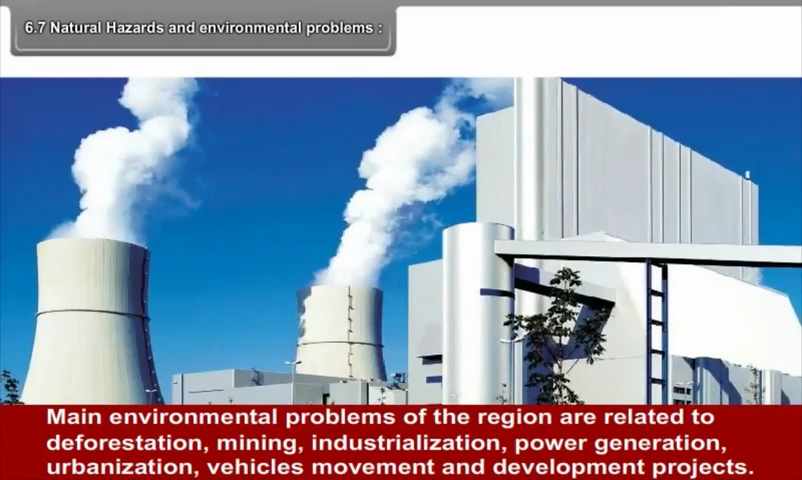 6.7 Natural Hazards and environmental problems :
Main environmental problems of the region are related to
deforestation, mining, industrialization, power generation,
urbanization, vehicles movement and development projects.